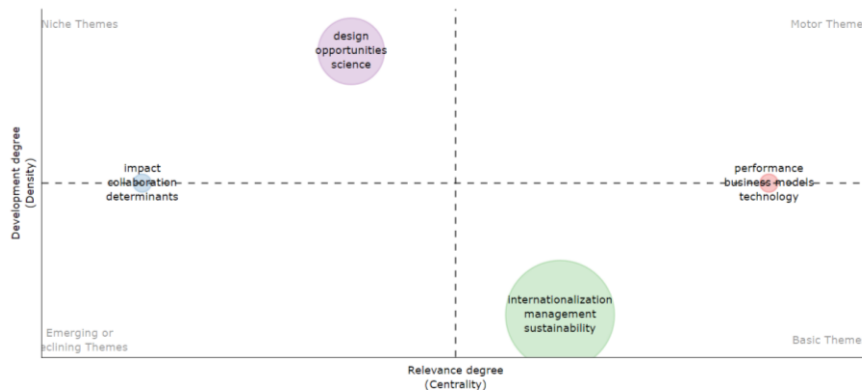 Niche Themes
Motor Theme
design
opportunities
science
Development degree
(Density)
impact
collaboration
determinants
performance
business models
technology
internationalization
management
sustainability
Emerging or
eclining Themes
Basic Theme
Relevance degree
(Centrality)